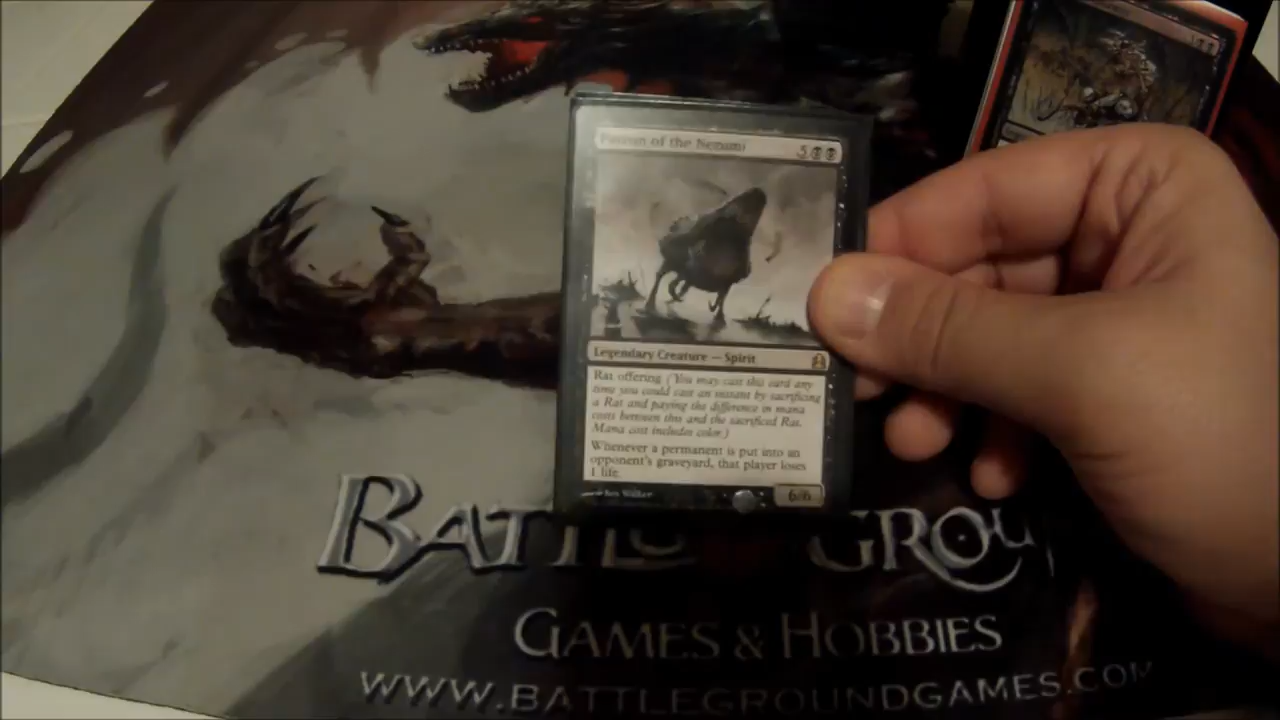 Patron of the Nezumi 5
Legendary Creature — Spirit
Rat offering (You may cast this card any
time you could cast an instant by sacrificing
a Rat and paying the difference in mana
costs between this and the sacrificed Rat.
Mana cost includes color.)
Whenever a permanent is put into an
opponent's graveyard, that player loses
1 life.
6/6
GAMES & HOBBIES
WWW.BATTLEGROUNDGAMES.COM